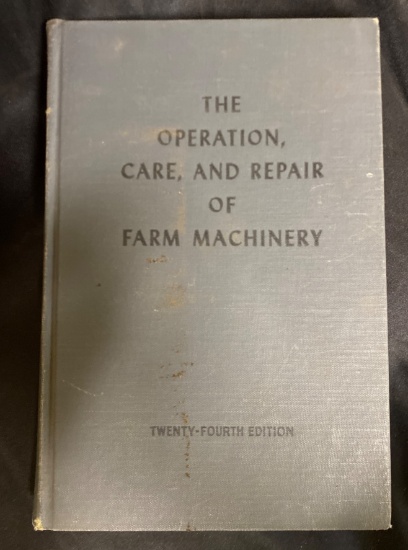 THE
OPERATION,
CARE, AND REPAIR
OF
FARM MACHINERY
TWENTY-FOURTH EDITION